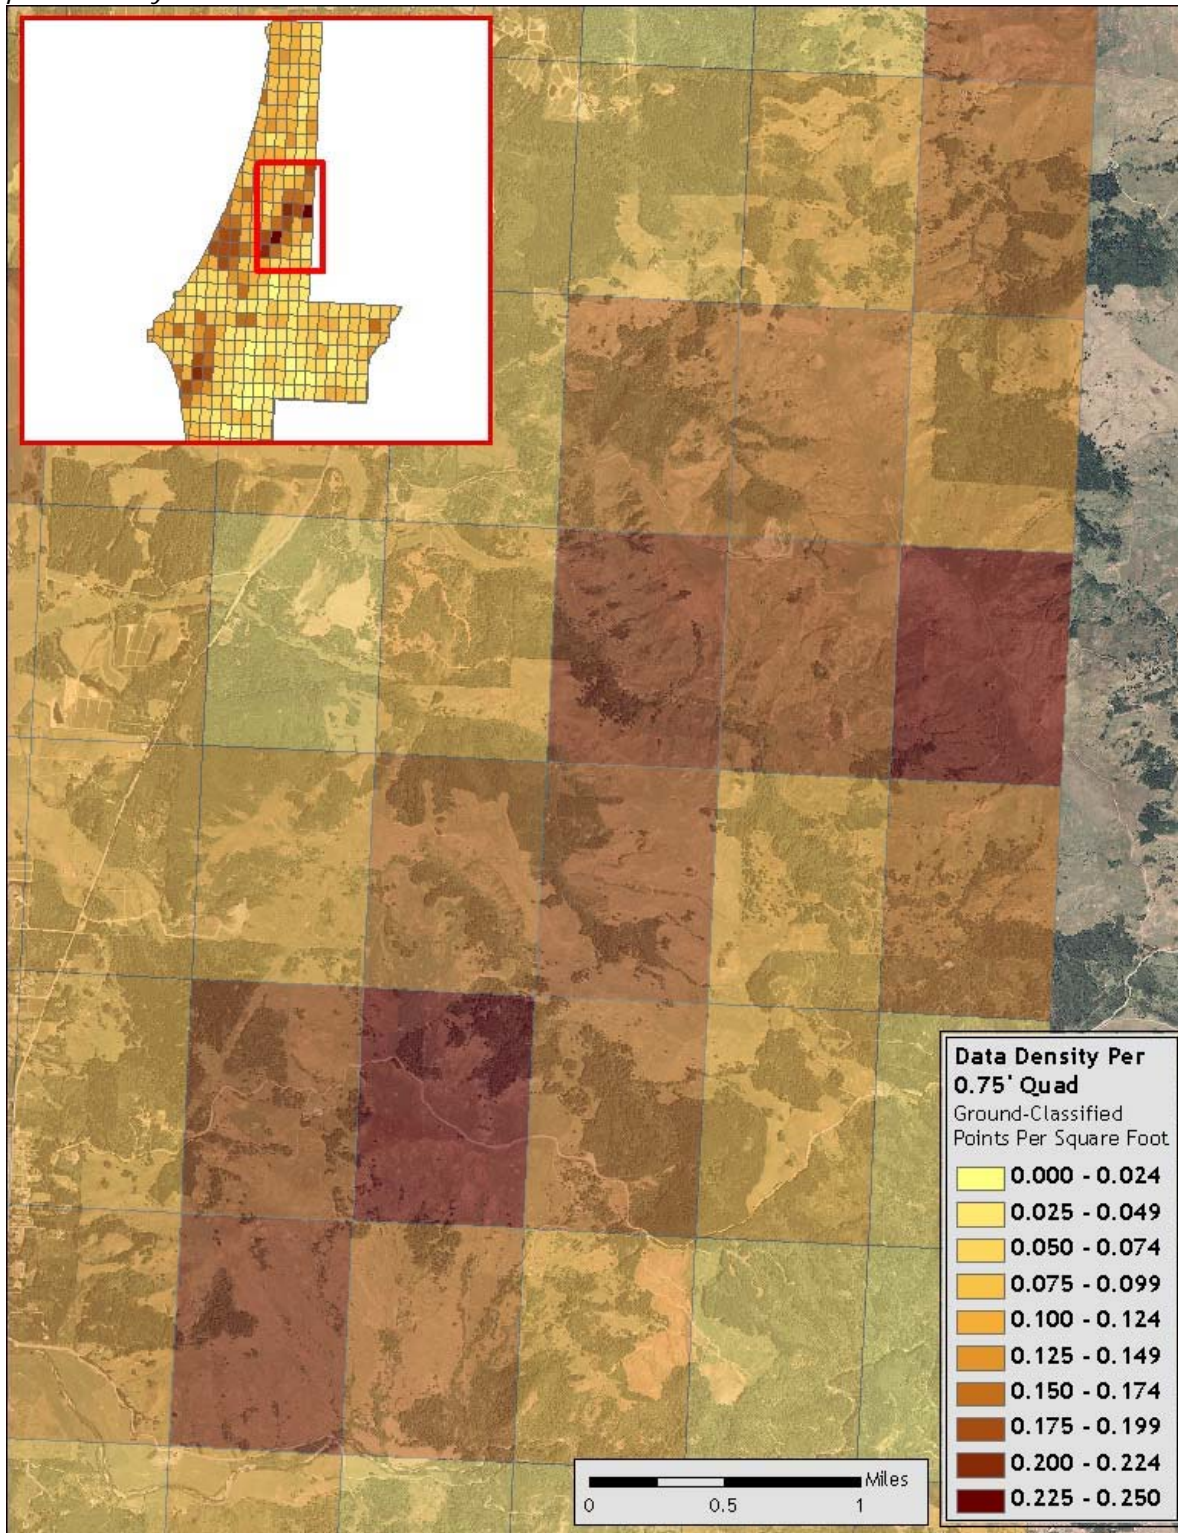 Data Density Per
0.75' Quad
Ground-Classified
Points Per Square Foot
0.000 - 0.024
0.025 - 0.049
0.050 - 0.074
0.075 - 0.099
0.100 - 0.124
0.125 - 0.149
0.150 - 0.174
0.175 - 0.199
0.200 - 0.224
0.225 - 0.250
Miles
0 0.5 1